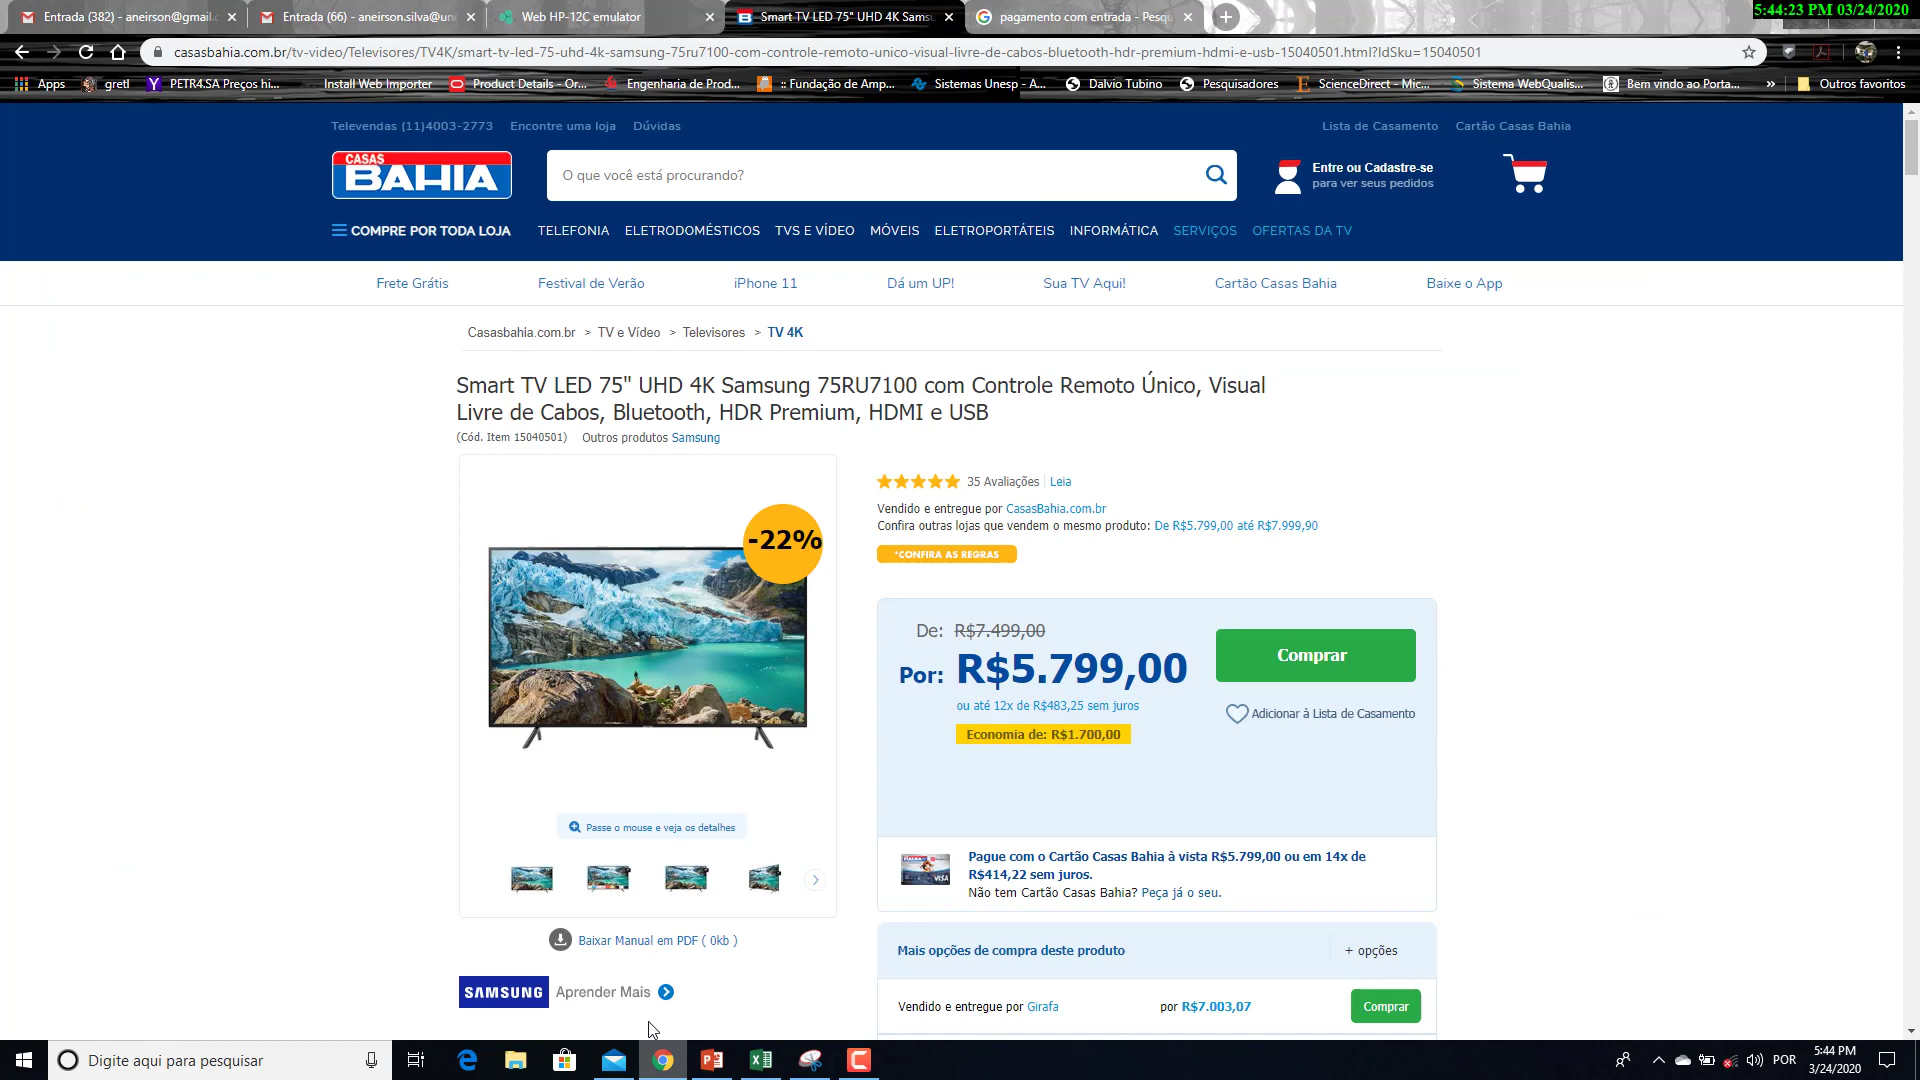 5:44:23 PM 03/24/2020
Entrada (382) - aneirson@gmail.
Entrada (66) - aneirson.silva@un
Web HP-12C emulator
Smart TV LED 75" UHD 4K Samsu
pagamento com entrada - Pesqu
casasbahia.com.br/tv-video/Televisores/TV4K/smart-tv-led-75-uhd-4k-samsung-75ru7100-com-controle-remoto-unico-visual-livre-de-cabos-bluetooth-hdr-premium-hdmi-e-usb-15040501.html?IdSku=15040501
Apps gretl PETR4.SA Preços hi... Install Web Importer Product Details - Or... Engenharia de Prod... :: Fundação de Amp... Sistemas Unesp - A... Dalvio Tubino Pesquisadores ScienceDirect - Mic... Sistema WebQualis... Bem vindo ao Porta... » Outros favoritos
Televendas (11)4003-2773 Encontre uma loja Dúvidas Lista de Casamento Cartão Casas Bahia
CASAS
BAHIA
O que você está procurando?
Entre ou Cadastre-se
para ver seus pedidos
COMPRE POR TODA LOJA TELEFONIA ELETRODOMÉSTICOS TVS E VÍDEO MÓVEIS ELETROPORTÁTEIS INFORMÁTICA SERVIÇOS OFERTAS DA TV
Frete Grátis Festival de Verão iPhone 11 Dá um UP! Sua TV Aqui! Cartão Casas Bahia Baixe o App
Casasbahia.com.br > TV e Vídeo > Televisores > TV 4K
Smart TV LED 75" UHD 4K Samsung 75RU7100 com Controle Remoto Único, Visual
Livre de Cabos, Bluetooth, HDR Premium, HDMI e USB
(Cód. Item 15040501) Outros produtos Samsung
-22%
Passe o mouse e veja os detalhes
Baixar Manual em PDF ( 0kb )
SAMSUNG Aprender Mais
35 Avaliações Leia
Vendido e entregue por CasasBahia.com.br
Confira outras lojas que vendem o mesmo produto: De R$5.799,00 até R$7.999,90
*CONFIRA AS REGRAS
De: R$7.499,00
Por: R$5.799,00
Comprar
ou até 12x de R$483,25 sem juros
Adicionar à Lista de Casamento
Economia de: R$1.700,00
Pague com o Cartão Casas Bahia à vista R$5.799,00 ou em 14x de
R$414,22 sem juros.
Não tem Cartão Casas Bahia? Peça já o seu.
Mais opções de compra deste produto + opções
Vendido e entregue por Girafa por R$7.003,07 Comprar
Digite aqui para pesquisar
POR
5:44 PM
3/24/2020